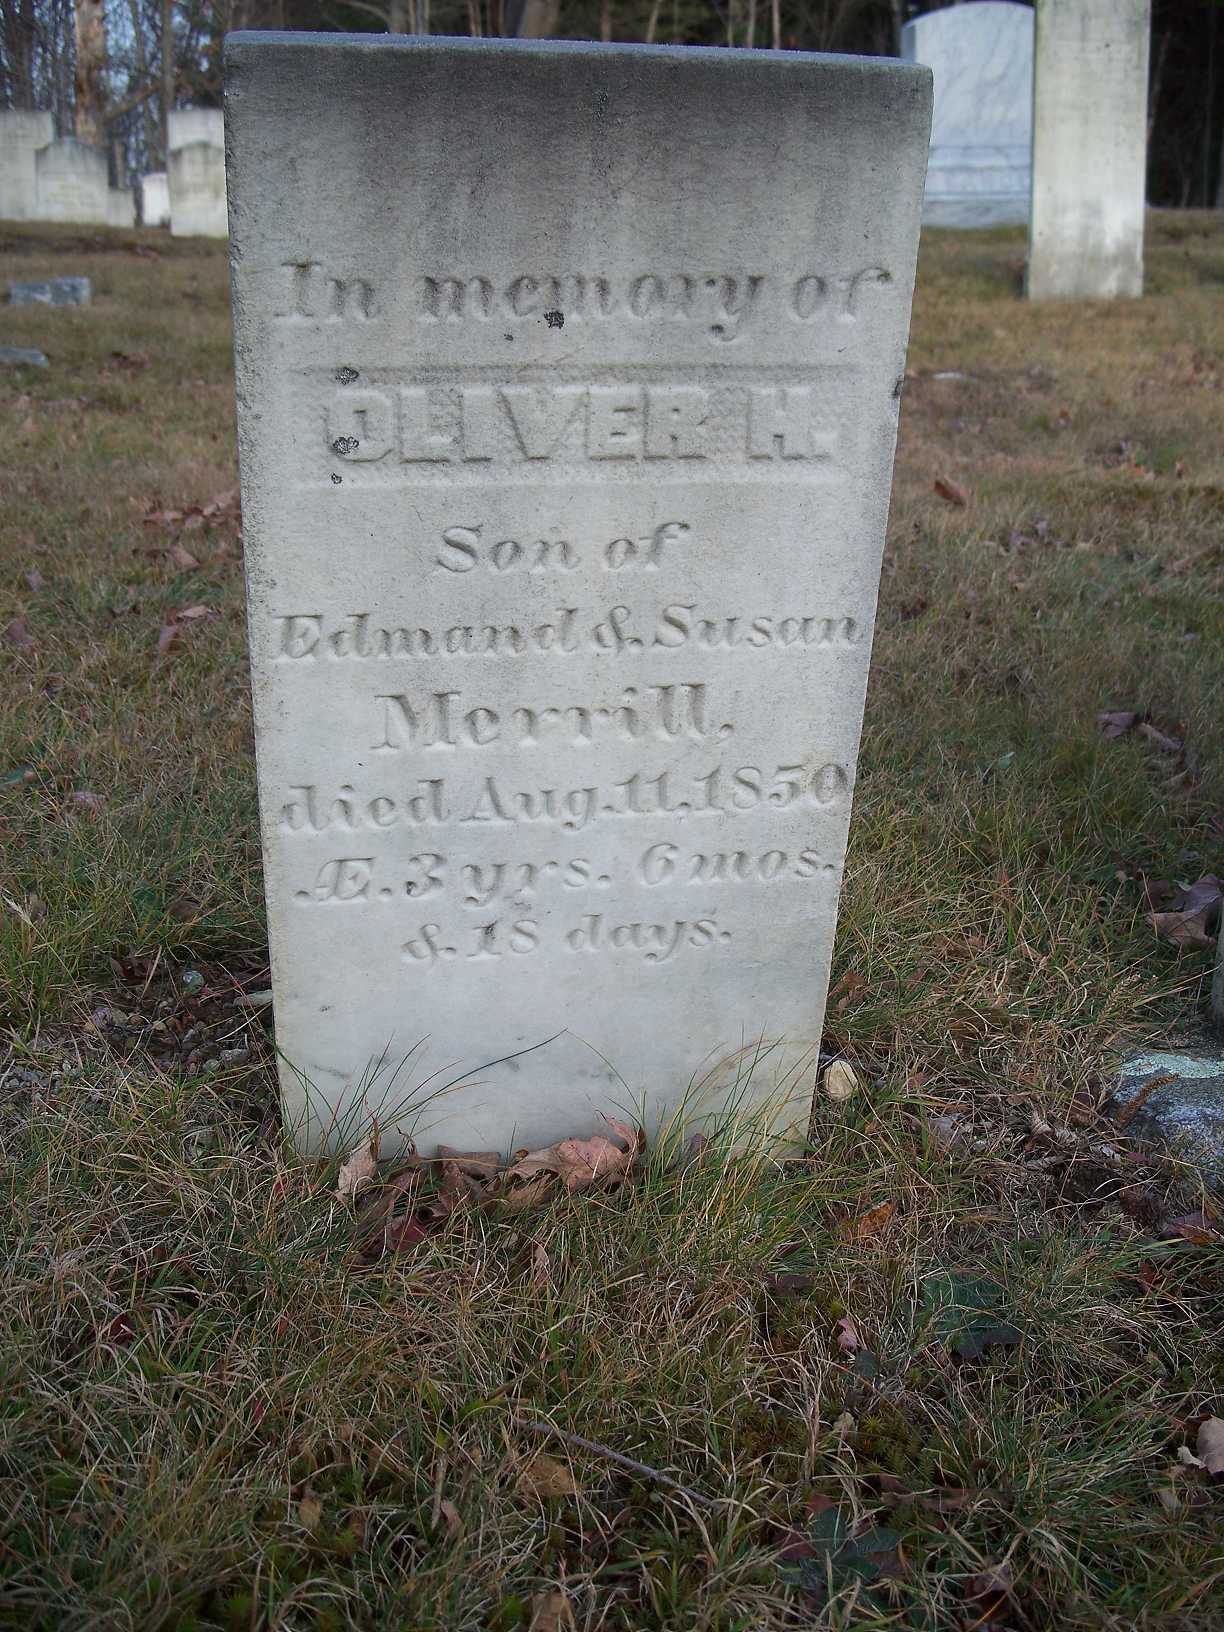 In memory of
OLIVER H.
Son of
Edmand & Susan
Merrill,
died Aug. 11, 1850
Æ. 3 yrs. 6 mos.
& 18 days.